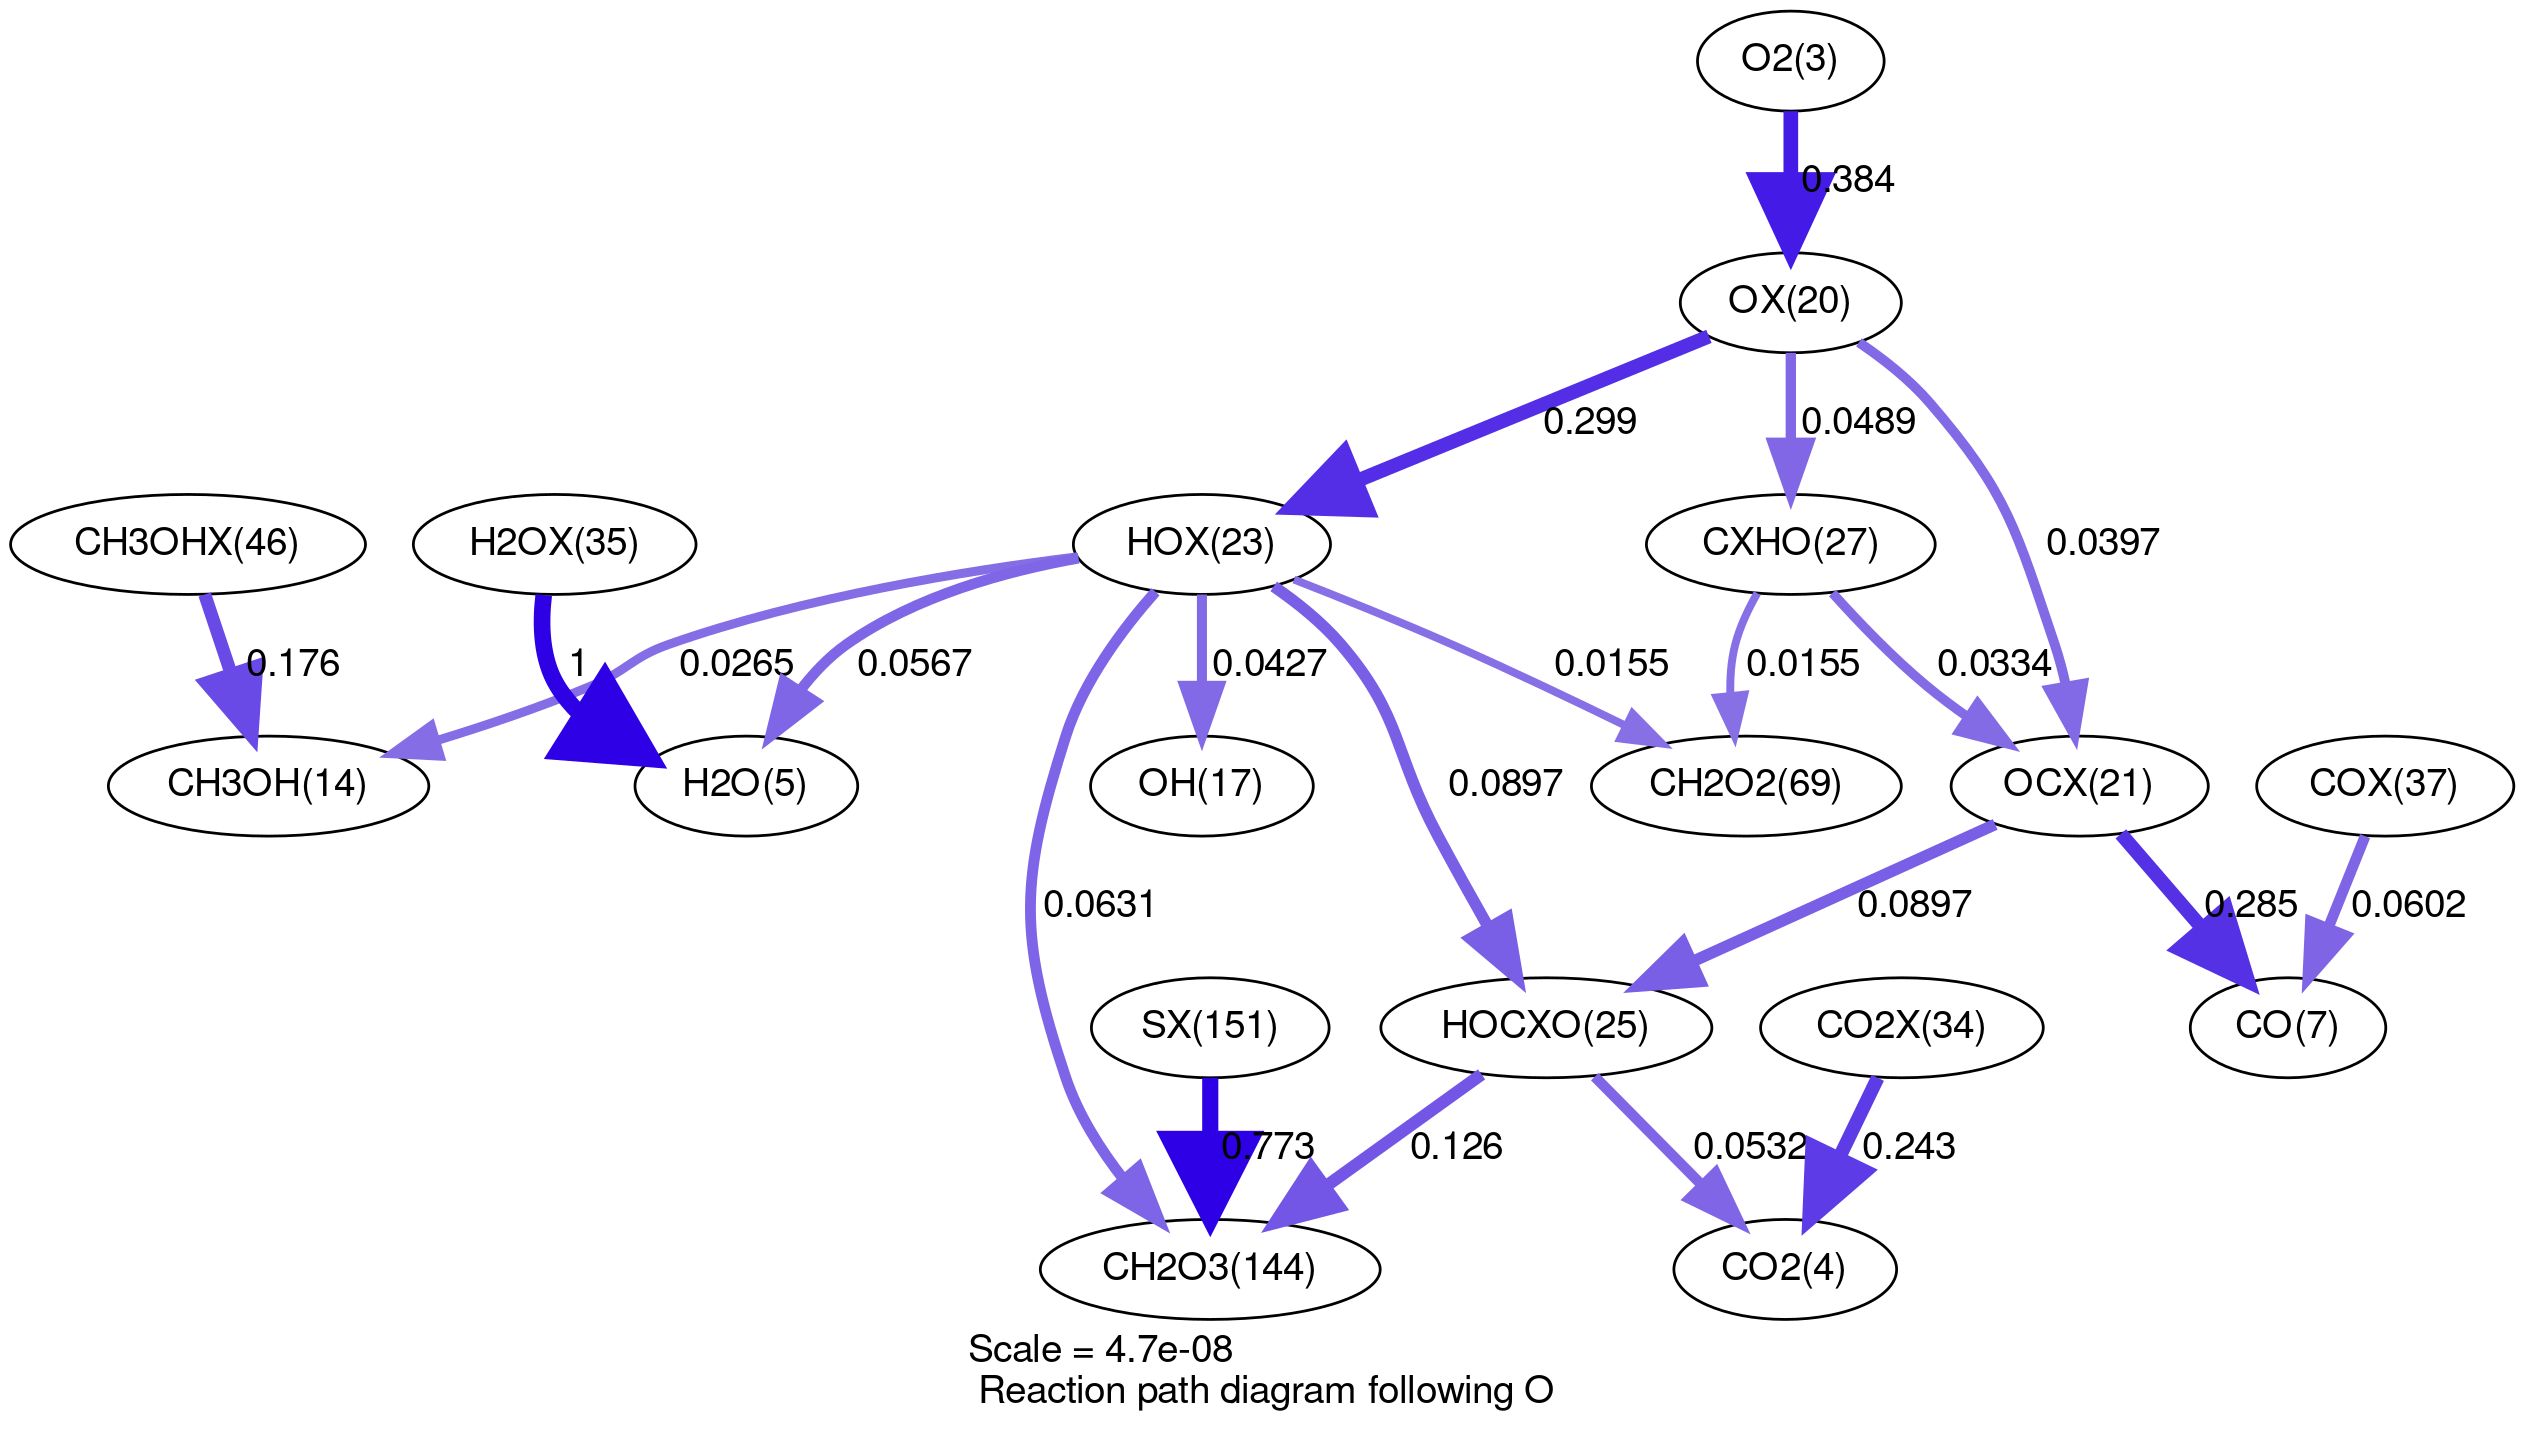 O2(3)
0.384
OX(20)
0.299
0.0489
CH3OHX(46)
H2OX(35)
HOX(23)
CXHO(27)
0.0397
0.176
1
0.0265
0.0567
0.0427
0.0155
0.0155
0.0334
CH3OH(14)
H2O(5)
OH(17)
0.0897
CH2O2(69)
OCX(21)
COX(37)
0.0631
0.0897
0.285
0.0602
SX(151)
HOCXO(25)
CO2X(34)
CO(7)
0.773
0.126
0.0532
0.243
CH2O3(144)
CO2(4)
Scale = 4.7e-08
Reaction path diagram following O